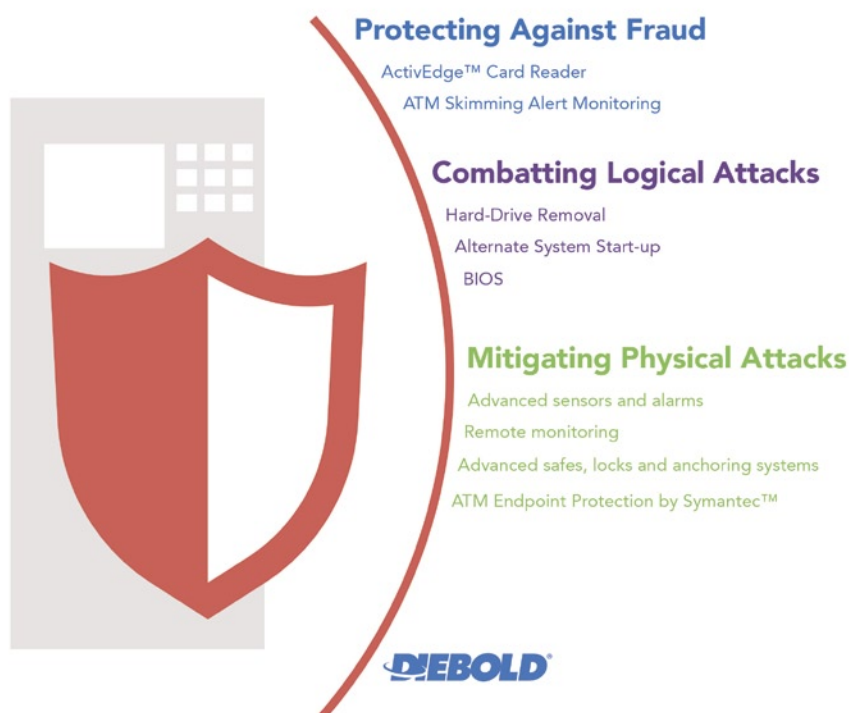 Protecting Against Fraud
ActivEdge™ Card Reader
ATM Skimming Alert Monitoring
Combatting Logical Attacks
Hard-Drive Removal
Alternate System Start-up
BIOS
Mitigating Physical Attacks
Advanced sensors and alarms
Remote monitoring
Advanced safes, locks and anchoring systems
ATM Endpoint Protection by Symantec™
DIEBOLD®